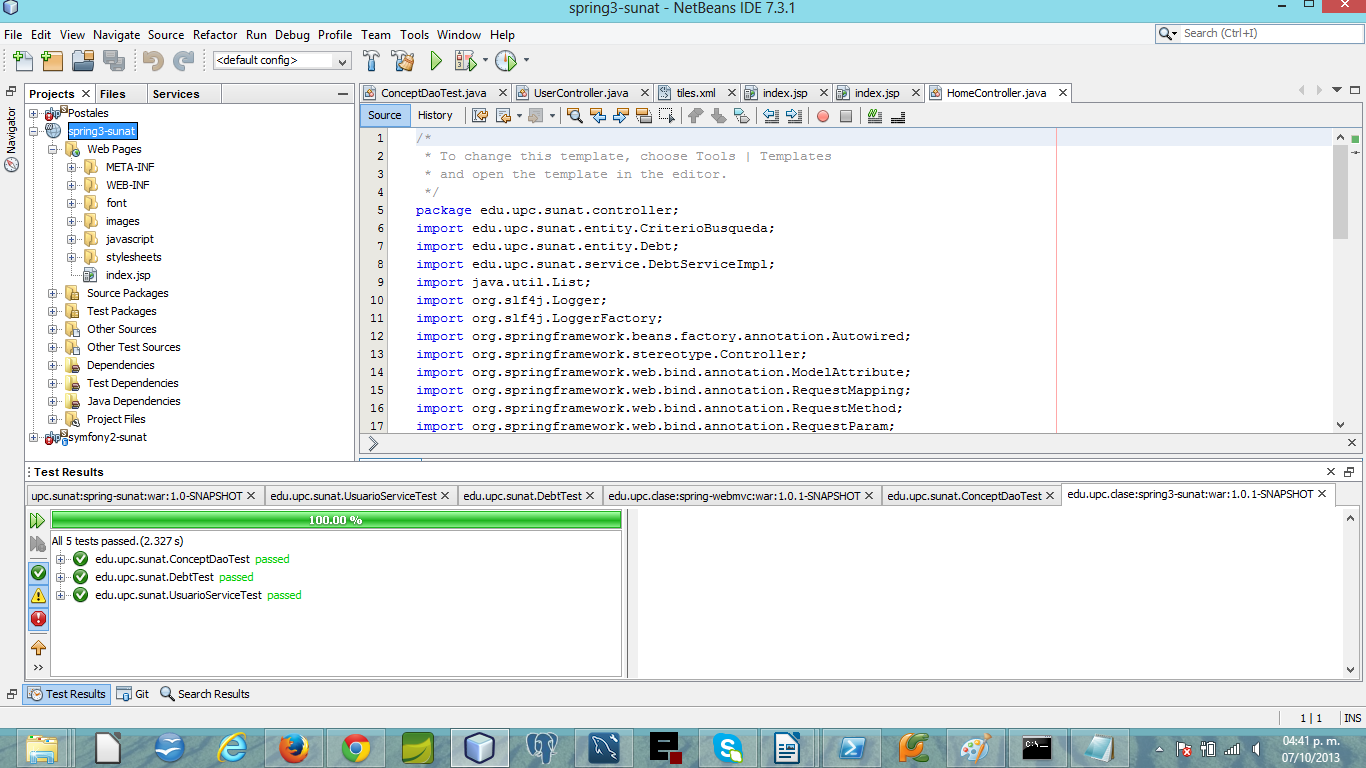 spring3-sunat - NetBeans IDE 7.3.1
File Edit View Navigate Source Refactor Run Debug Profile Team Tools Window Help
Search (Ctrl+I)
<default config>
Navigator
Projects Files Services
Postales
spring3-sunat
Web Pages
META-INF
WEB-INF
font
images
javascript
stylesheets
index.jsp
Source Packages
Test Packages
Other Sources
Other Test Sources
Dependencies
Test Dependencies
Java Dependencies
Project Files
symfony2-sunat
ConceptDaoTest.java UserController.java tiles.xml index.jsp index.jsp HomeController.java
Source History
1 /*
2 * To change this template, choose Tools | Templates
3 * and open the template in the editor.
4 */
5 package edu.upc.sunat.controller;
6 import edu.upc.sunat.entity.CriterioBusqueda;
7 import edu.upc.sunat.entity.Debt;
8 import edu.upc.sunat.service.DebtServiceImpl;
9 import java.util.List;
10 import org.slf4j.Logger;
11 import org.slf4j.LoggerFactory;
12 import org.springframework.beans.factory.annotation.Autowired;
13 import org.springframework.stereotype.Controller;
14 import org.springframework.web.bind.annotation.ModelAttribute;
15 import org.springframework.web.bind.annotation.RequestMapping;
16 import org.springframework.web.bind.annotation.RequestMethod;
17 import org.springframework.web.bind.annotation.RequestParam;
Test Results
upc.sunat:spring-sunat:war:1.0-SNAPSHOT edu.upc.sunat.UsuarioServiceTest edu.upc.sunat.DebtTest edu.upc.clase:spring-webmvc:war:1.0.1-SNAPSHOT edu.upc.sunat.ConceptDaoTest edu.upc.clase:spring3-sunat:war:1.0.1-SNAPSHOT
100.00 %
All 5 tests passed.(2.327 s)
edu.upc.sunat.ConceptDaoTest passed
edu.upc.sunat.DebtTest passed
edu.upc.sunat.UsuarioServiceTest passed
Test Results Git Search Results
1 | 1 INS
04:41 p. m.
07/10/2013